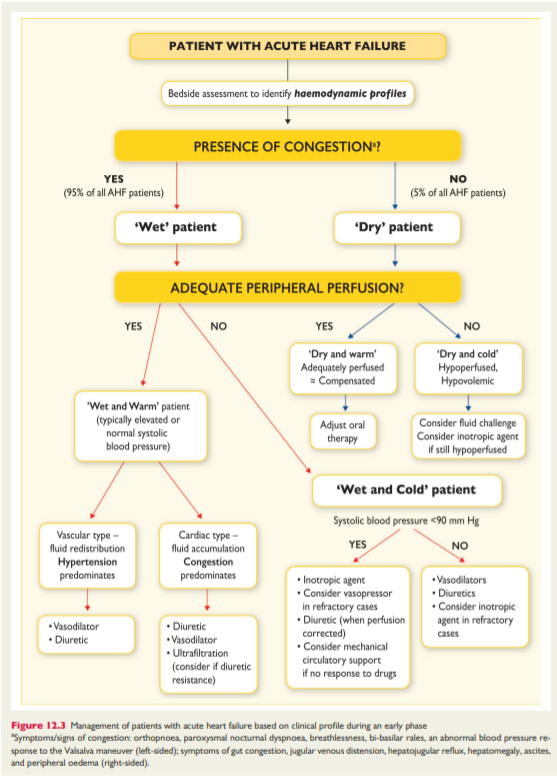 PATIENT WITH ACUTE HEART FAILURE
Bedside assessment to identify haemodynamic profiles
PRESENCE OF CONGESTIONª?
YES
(95% of all AHF patients)
NO
(5% of all AHF patients)
‘Wet’ patient
‘Dry’ patient
ADEQUATE PERIPHERAL PERFUSION?
YES
NO
YES
NO
‘Dry and warm’
Adequately perfused
≡ Compensated
‘Dry and cold’
Hypoperfused,
Hypovolemic
Adjust oral
therapy
Consider fluid challenge
Consider inotropic agent
if still hypoperfused
‘Wet and Warm’ patient
(typically elevated or
normal systolic
blood pressure)
‘Wet and Cold’ patient
Systolic blood pressure <90 mm Hg
YES
NO
Vascular type –
fluid redistribution
Hypertension
predominates
Cardiac type –
fluid accumulation
Congestion
predominates
• Vasodilator
• Diuretic
• Diuretic
• Vasodilator
• Ultrafiltration
(consider if diuretic
resistance)
• Inotropic agent
• Consider vasopressor
in refractory cases
• Diuretic (when perfusion
corrected)
• Consider mechanical
circulatory support
if no response to drugs
• Vasodilators
• Diuretics
• Consider inotropic
agent in refractory
cases
Figure 12.3 Management of patients with acute heart failure based on clinical profile during an early phase
ªSymptoms/signs of congestion: orthopnoea, paroxysmal nocturnal dyspnoea, breathlessness, bi-basilar rales, an abnormal blood pressure re-
sponse to the Valsalva maneuver (left-sided); symptoms of gut congestion, jugular venous distension, hepatojugular reflux, hepatomegaly, ascites,
and peripheral oedema (right-sided).